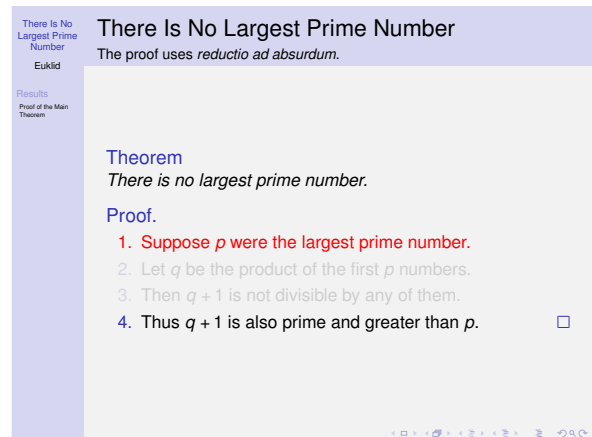 There Is No
Largest Prime
Number
Euklid
Results
Proof of the Main
Theorem
There Is No Largest Prime Number
The proof uses reductio ad absurdum.
Theorem
There is no largest prime number.
Proof.
1. Suppose p were the largest prime number.
2. Let q be the product of the first p numbers.
3. Then q + 1 is not divisible by any of them.
4. Thus q + 1 is also prime and greater than p. □